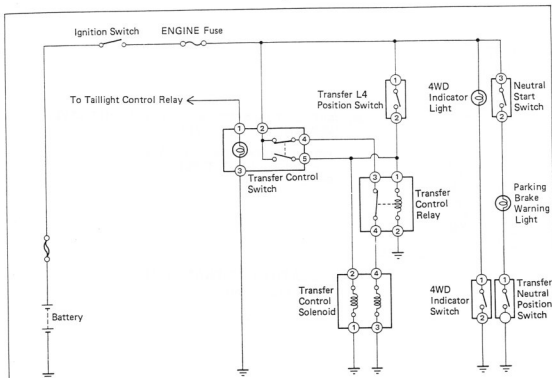 Ignition Switch
ENGINE Fuse
To Taillight Control Relay
Transfer L4
Position Switch
1
2
4WD
Indicator
Light
3
2
Neutral
Start
Switch
1
2
4
5
3
Transfer Control
Switch
3
1
4
2
Transfer
Control
Relay
Parking
Brake
Warning
Light
Battery
Transfer
Control
Solenoid
2
4
1
3
4WD
Indicator
Switch
1
2
1
Transfer
Neutral
Position
Switch